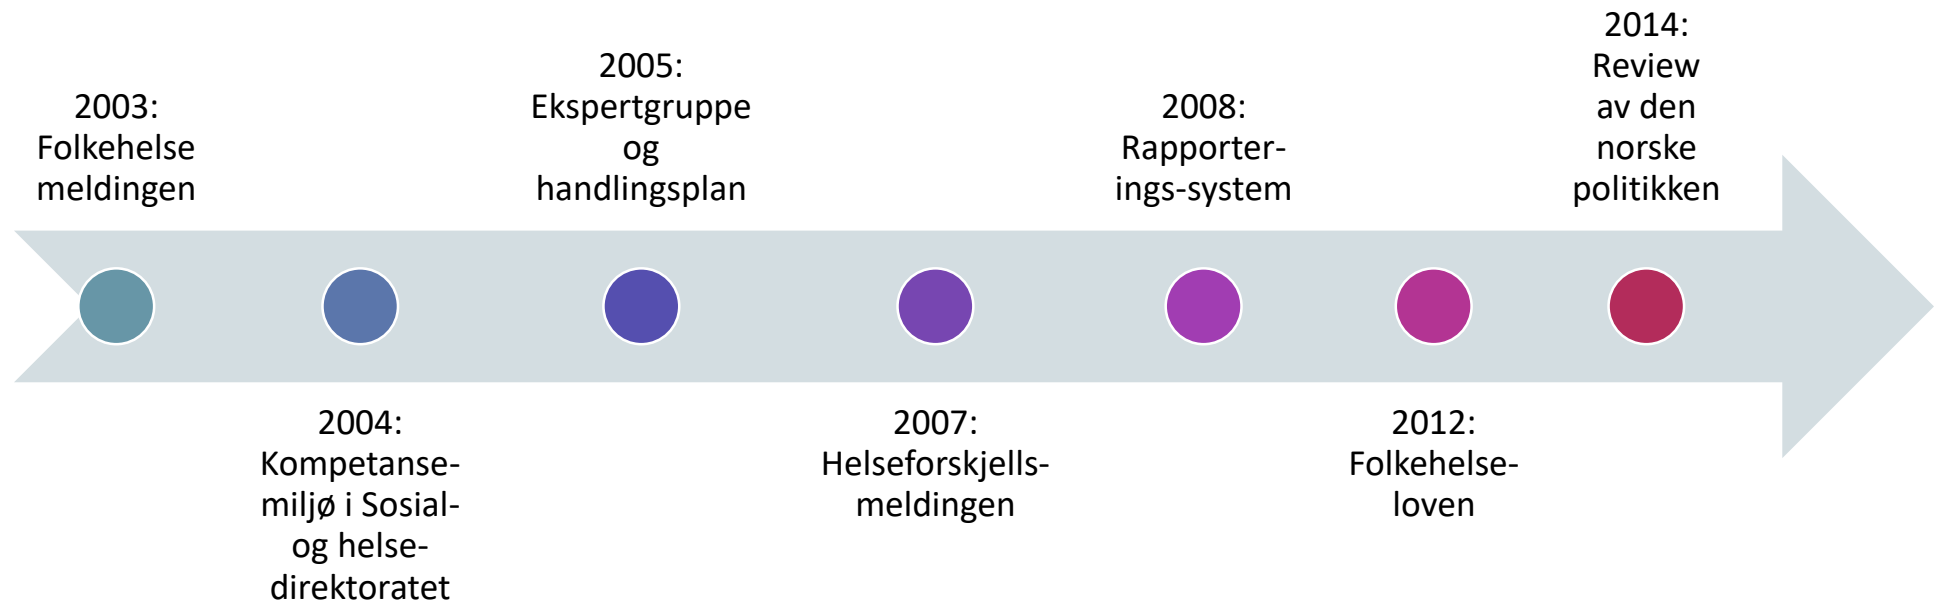 2003:
Folkehelse
meldingen
2004:
Kompetanse-
miljø i Sosial-
og helse-
direktoratet
2005:
Ekspertgruppe
og
handlingsplan
2007:
Helseforskjells-
meldingen
2008:
Rapporter-
ings-system
2012:
Folkehelse-
loven
2014:
Review
av den
norske
politikken